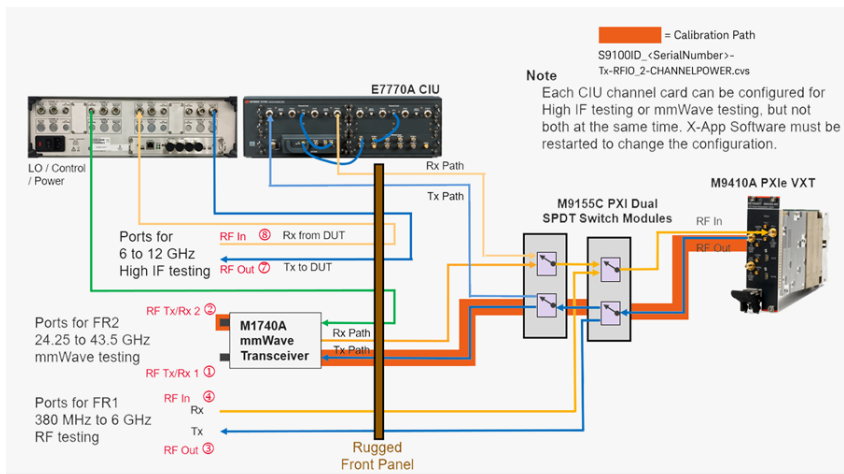 = Calibration Path
S9100ID_<SerialNumber>-
Tx-RFIO_2-CHANNELPOWER.cvs
Note
Each CIU channel card can be configured for
High IF testing or mmWave testing, but not
both at the same time. X-App Software must be
restarted to change the configuration.
E7770A CIU
LO / Control
/ Power
Rx Path
Tx Path
M9155C PXI Dual
SPDT Switch Modules
M9410A PXIe VXT
RF In
RF Out
Ports for
6 to 12 GHz
High IF testing
RF In ⑧ Rx from DUT
RF Out ⑦ Tx to DUT
Ports for FR2
24.25 to 43.5 GHz
mmWave testing
RF Tx/Rx 2 ②
M1740A
mmWave
Transceiver
Rx Path
Tx Path
RF Tx/Rx 1 ①
Ports for FR1
380 MHz to 6 GHz
RF testing
RF In ④
Rx
Tx
RF Out ③
Rugged
Front Panel